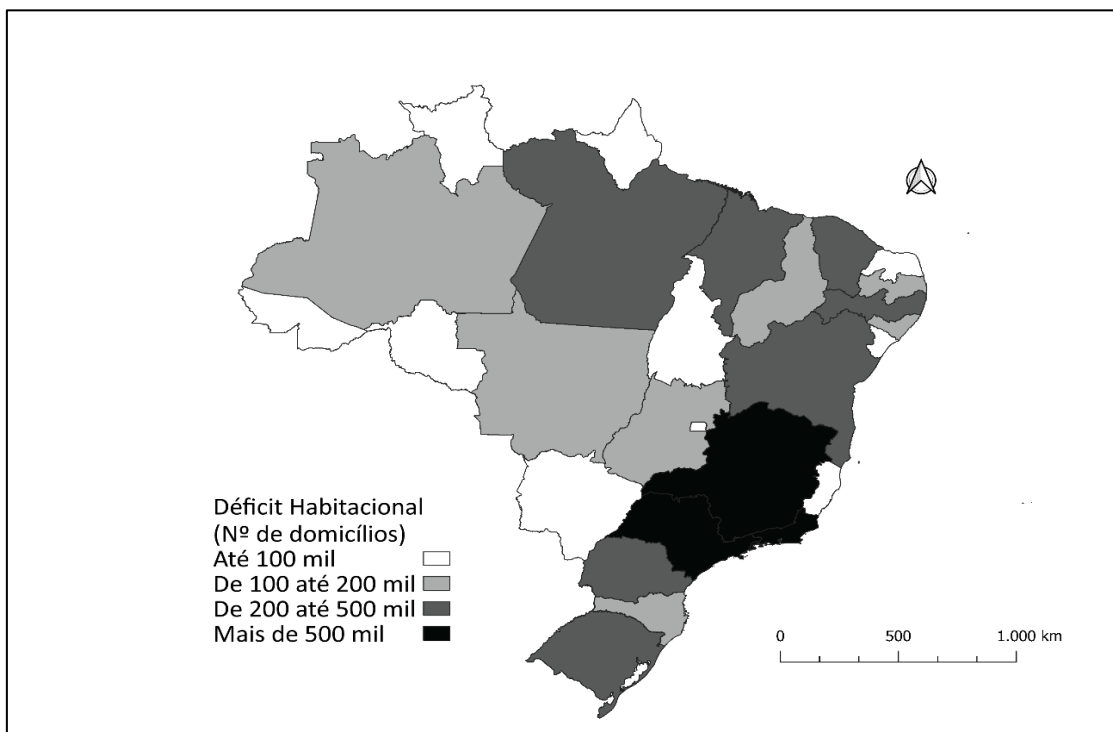 Déficit Habitacional
(Nº de domicílios)
Até 100 mil
De 100 até 200 mil
De 200 até 500 mil
Mais de 500 mil
0 500 1.000 km